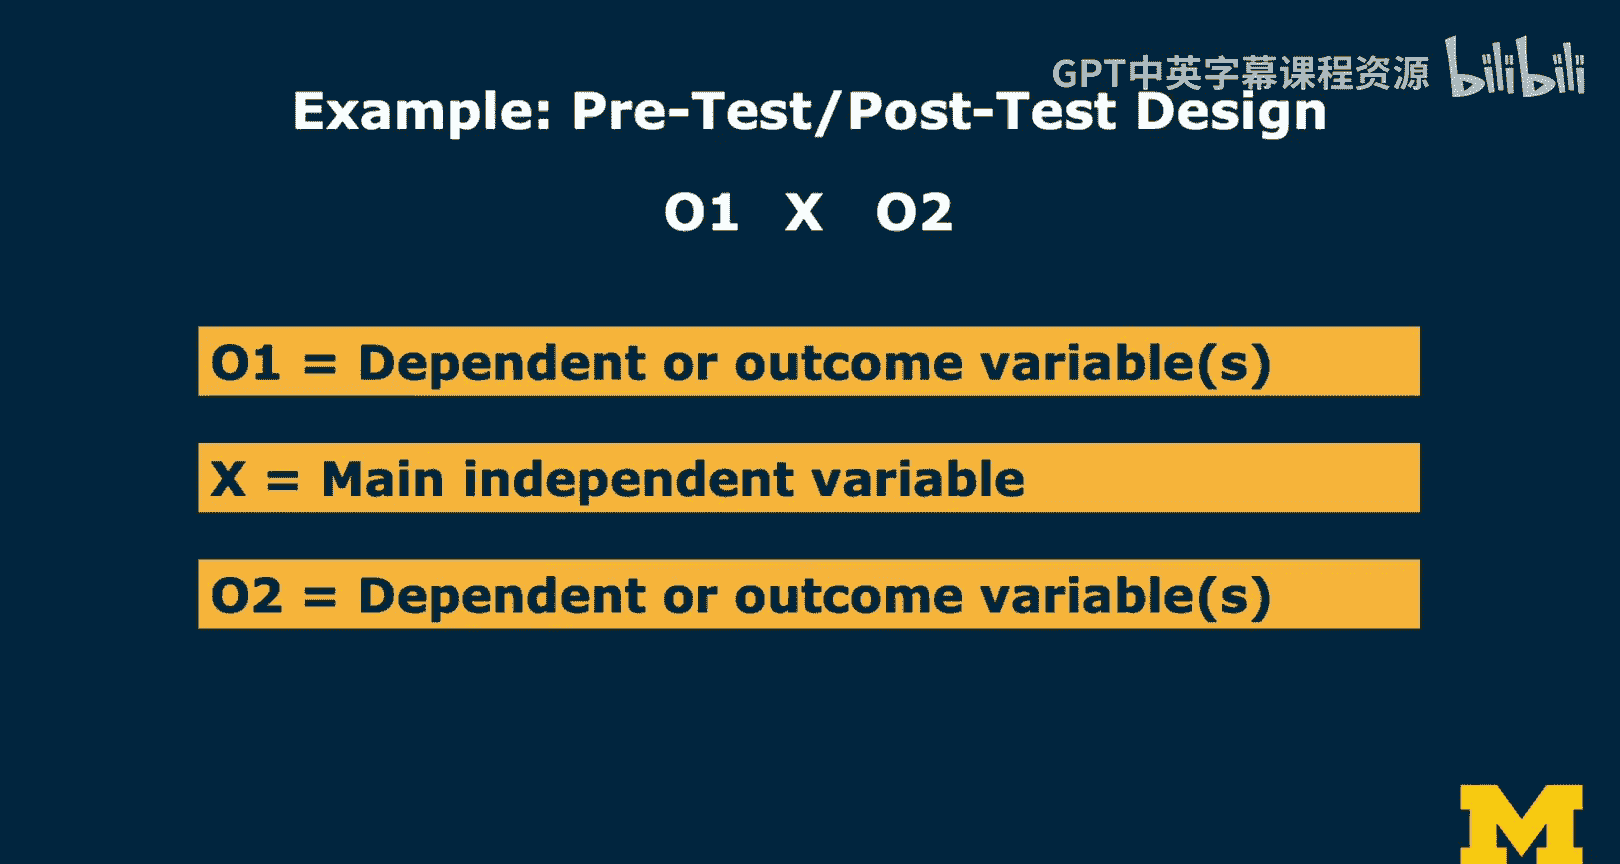 GPT中英字幕课程资源 bilibili
Example: Pre-Test/Post-Test Design
O1 X O2
O1 = Dependent or outcome variable(s)
X = Main independent variable
O2 = Dependent or outcome variable(s)
M